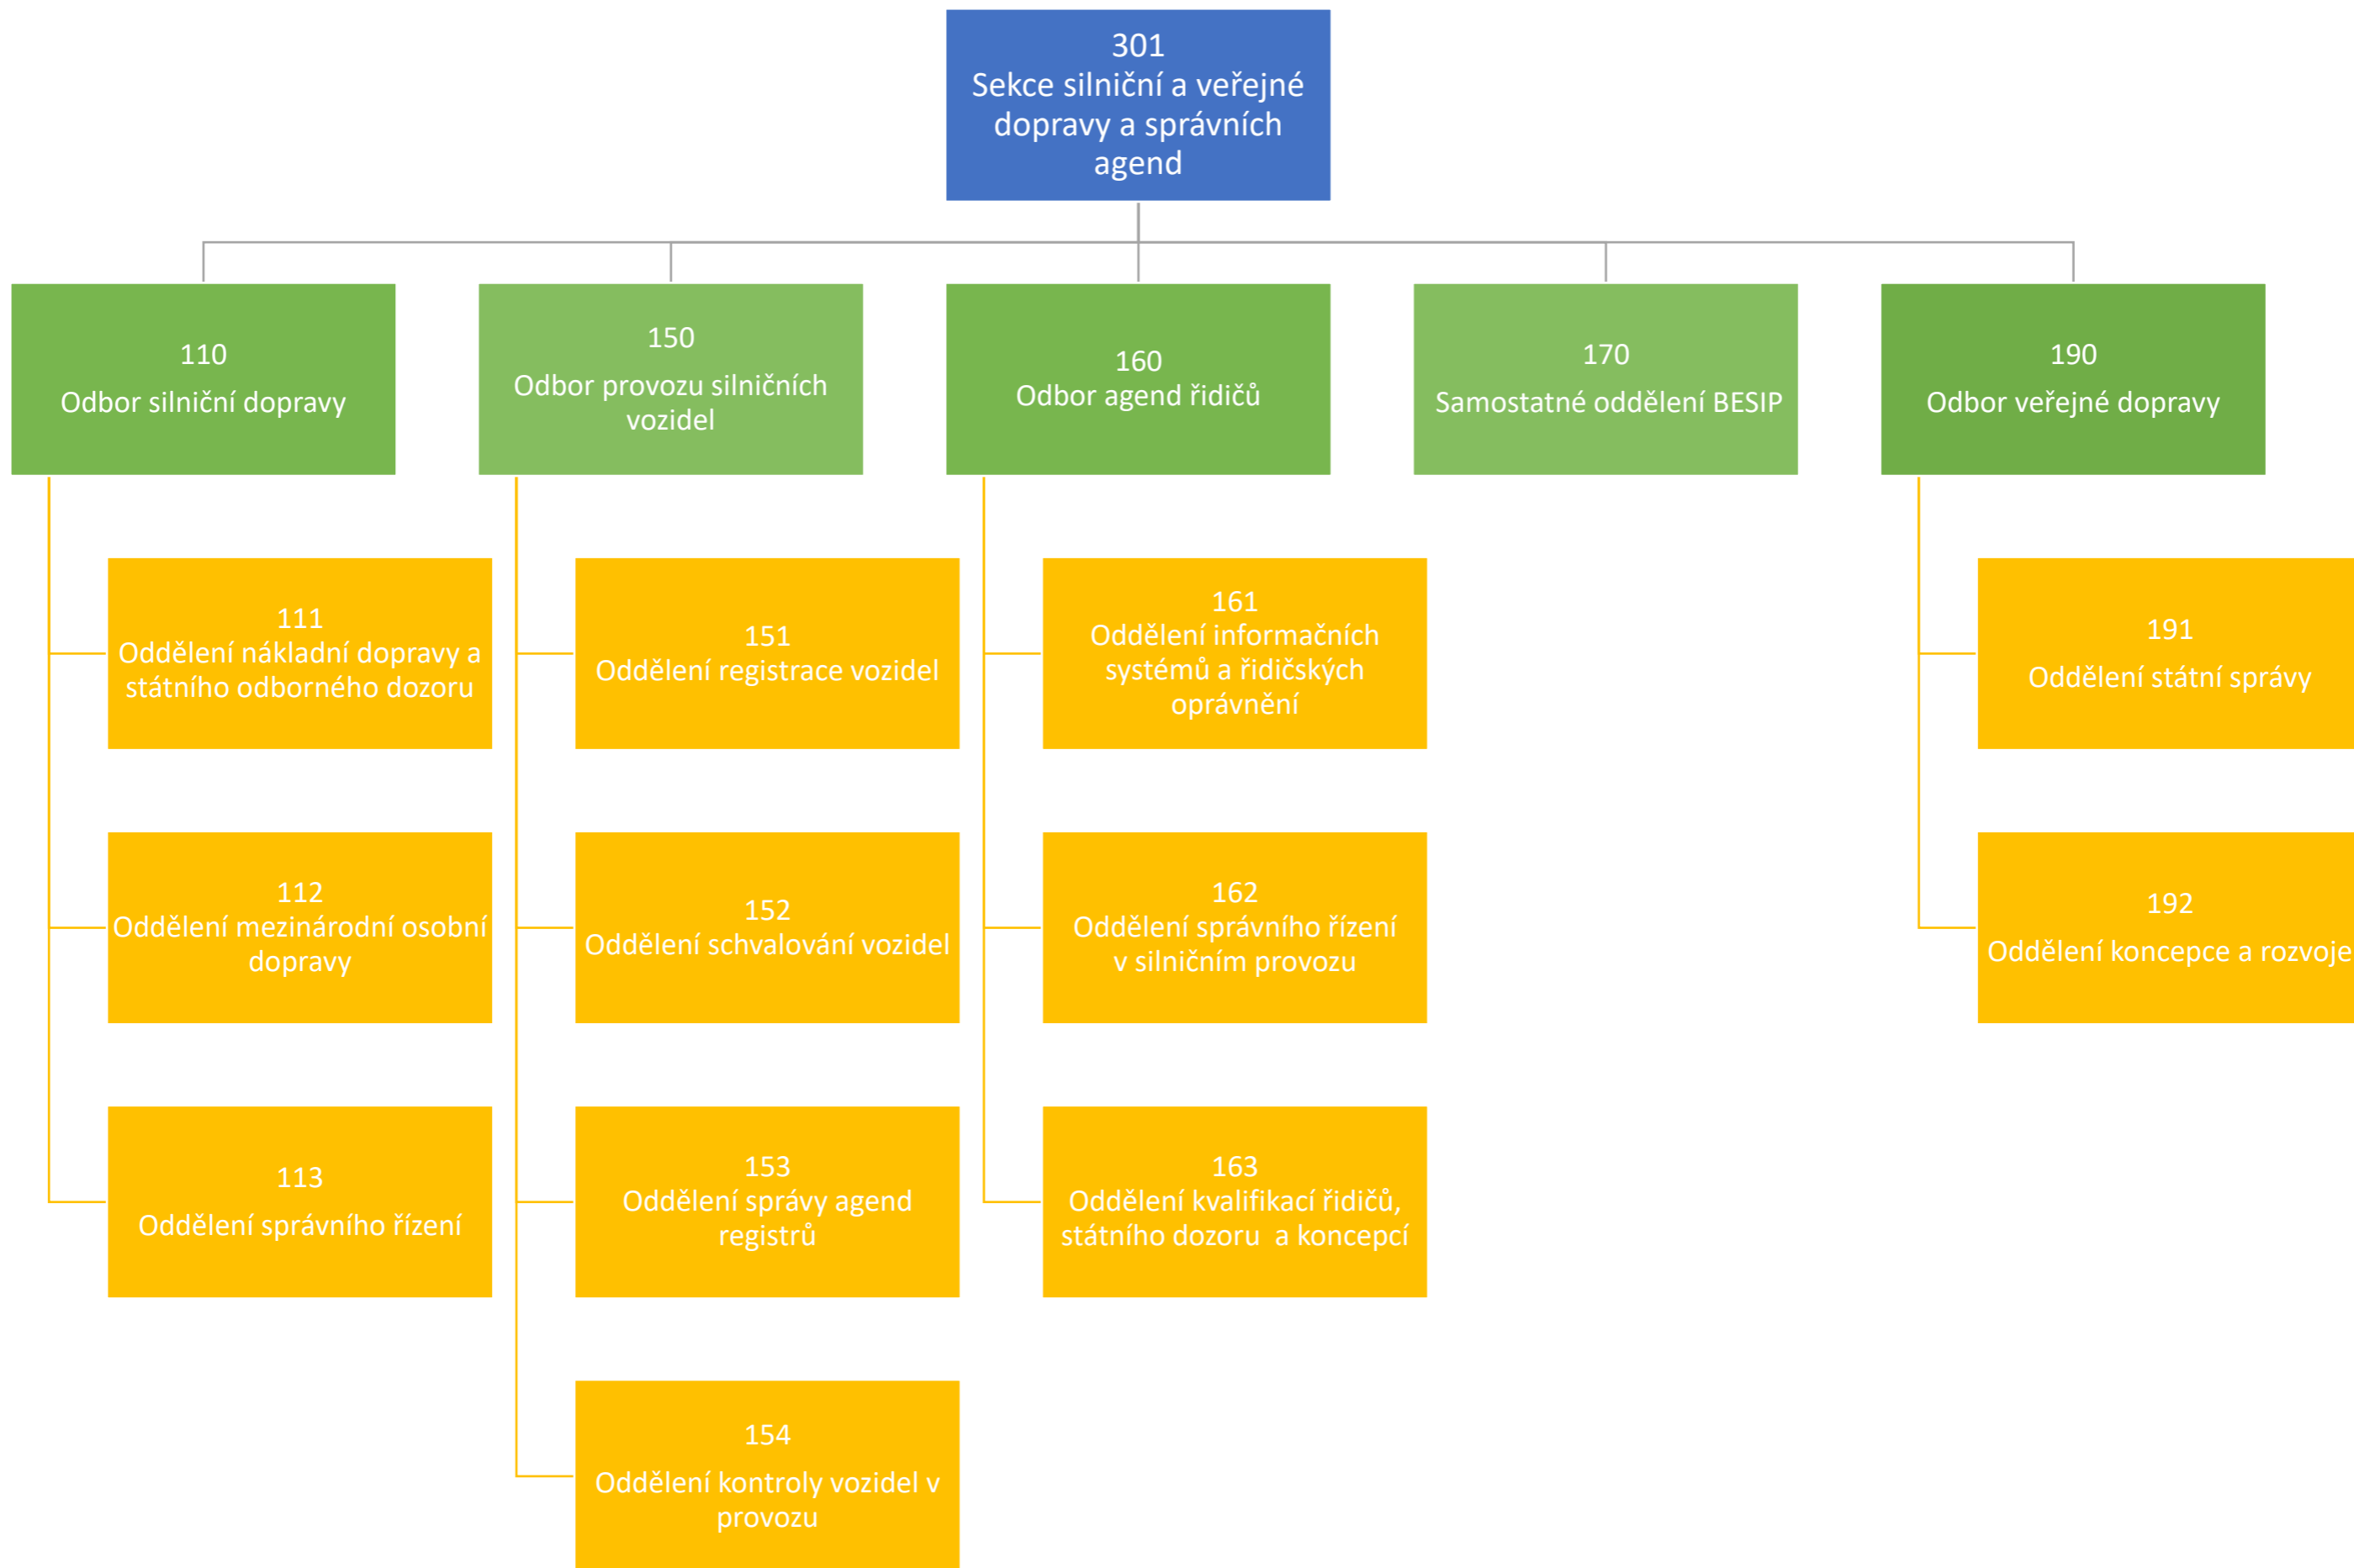 301
Sekce silniční a veřejné
dopravy a správních
agend
110
Odbor silniční dopravy
150
Odbor provozu silničních
vozidel
160
Odbor agend řidičů
170
Samostatné oddělení BESIP
190
Odbor veřejné dopravy
111
Oddělení nákladní dopravy a
státního odborného dozoru
151
Oddělení registrace vozidel
161
Oddělení informačních
systémů a řidičských
oprávnění
191
Oddělení státní správy
112
Oddělení mezinárodní osobní
dopravy
152
Oddělení schvalování vozidel
162
Oddělení správního řízení
v silničním provozu
192
Oddělení koncepce a rozvoje
113
Oddělení správního řízení
153
Oddělení správy agend
registrů
163
Oddělení kvalifikací řidičů,
státního dozoru  a koncepcí
154
Oddělení kontroly vozidel v
provozu